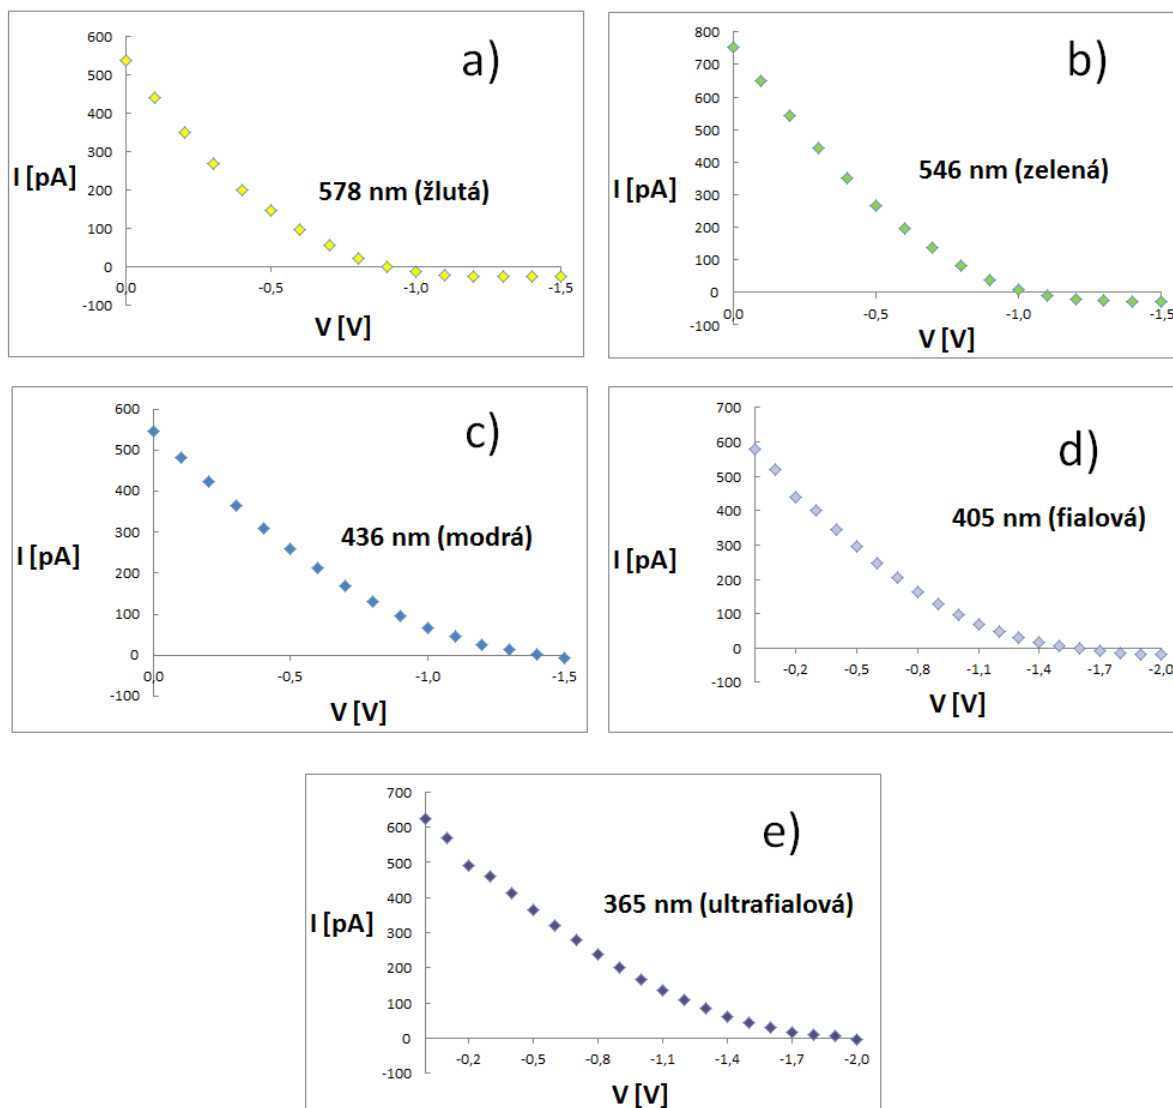 a)
600
500
400
300
200
100
0
-100
I [pA]
578 nm (žlutá)
0,0 -0,5 -1,0 -1,5
V [V]
b)
800
700
600
500
400
300
200
100
0
-100
I [pA]
546 nm (zelená)
0,0 -0,5 -1,0 -1,5
V [V]
c)
600
500
400
300
200
100
0
-100
I [pA]
436 nm (modrá)
0,0 -0,5 -1,0 -1,5
V [V]
d)
700
600
500
400
300
200
100
0
-100
I [pA]
405 nm (fialová)
-0,2 -0,5 -0,8 -1,1 -1,4 -1,7 -2,0
V [V]
e)
700
600
500
400
300
200
100
0
-100
I [pA]
365 nm (ultrafialová)
-0,2 -0,5 -0,8 -1,1 -1,4 -1,7 -2,0
V [V]